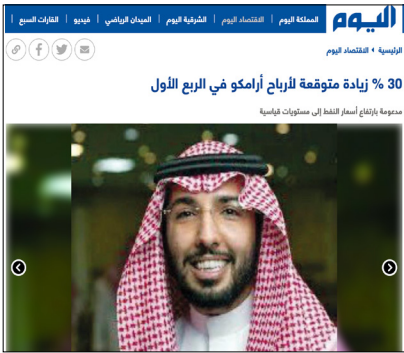 اليوم
المملكة اليوم | الاقتصاد اليوم | الشرقية اليوم | الميدان الرياضي | فيديو | القارات السبع |
الرئيسية الاقتصاد اليوم
30 % زيادة متوقعة لأرباح أرامكو في الربع الأول
مدعومة بارتفاع أسعار النفط إلى مستويات قياسية